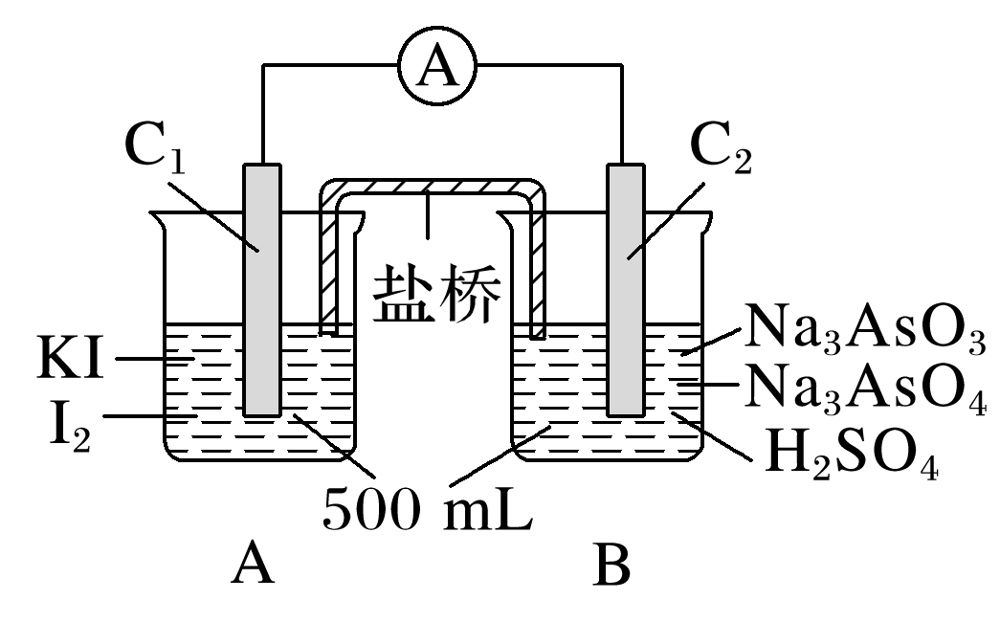 A
C₁
C₂
盐桥
KI
I₂
Na₃AsO₃
Na₃AsO₄
H₂SO₄
500 mL
A
B